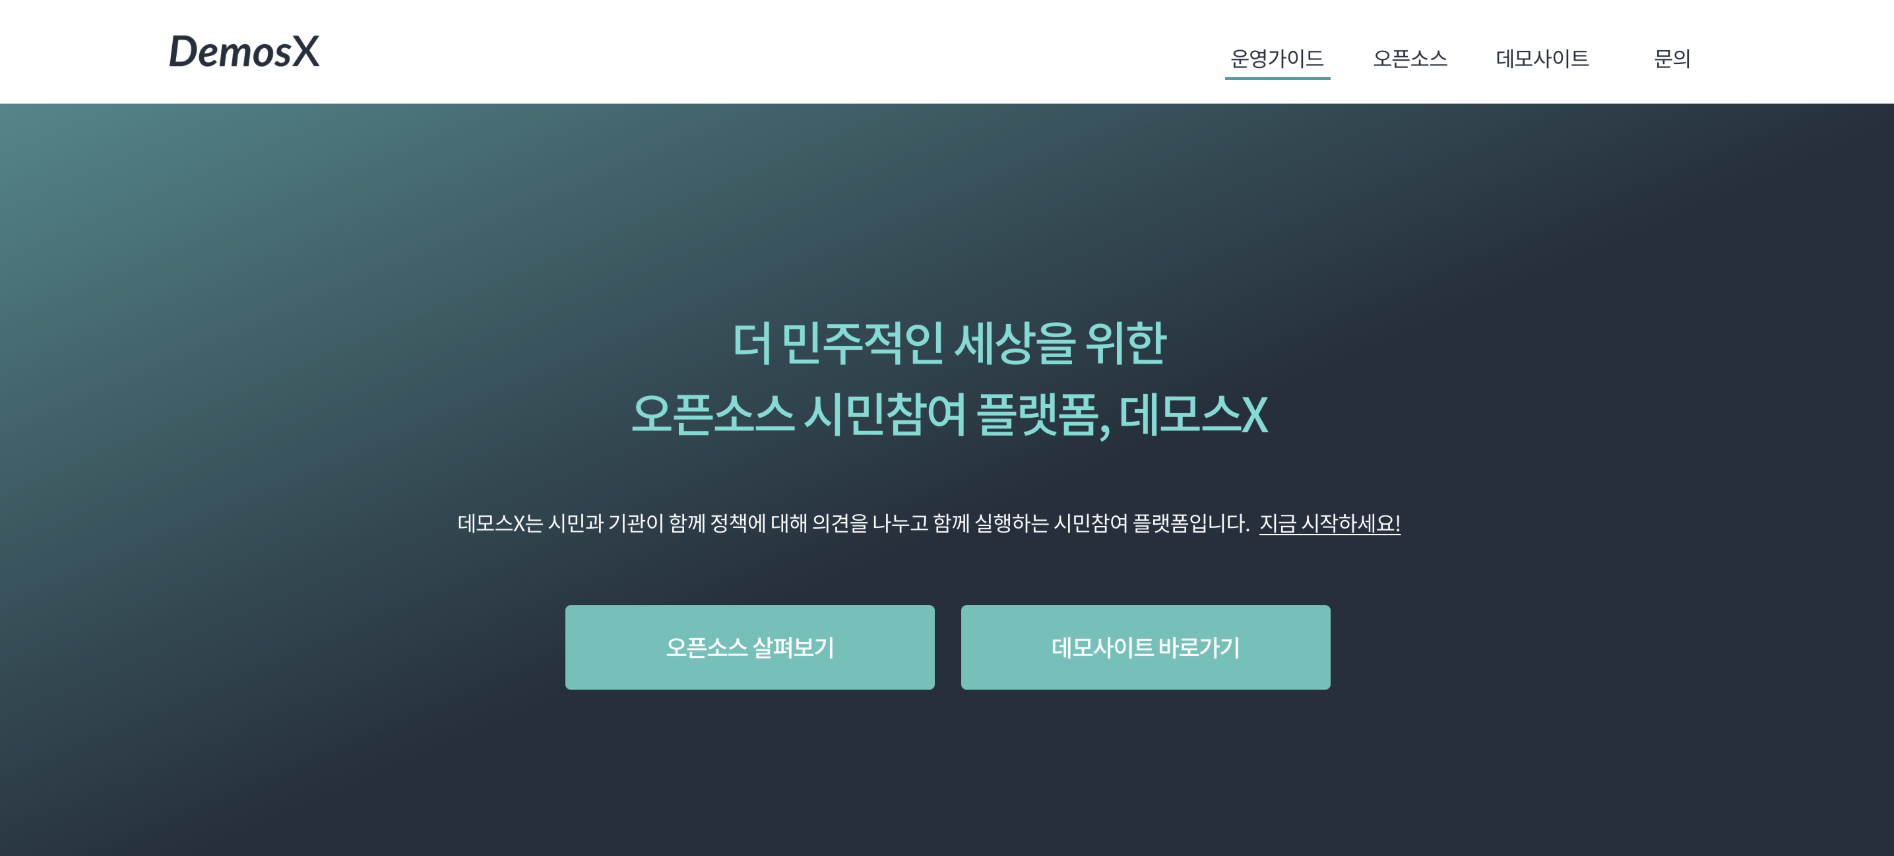 DemosX
운영가이드 오픈소스 데모사이트 문의
더 민주적인 세상을 위한
오픈소스 시민참여 플랫폼, 데모스X
데모스X는 시민과 기관이 함께 정책에 대해 의견을 나누고 함께 실행하는 시민참여 플랫폼입니다. 지금 시작하세요!
오픈소스 살펴보기 데모사이트 바로가기